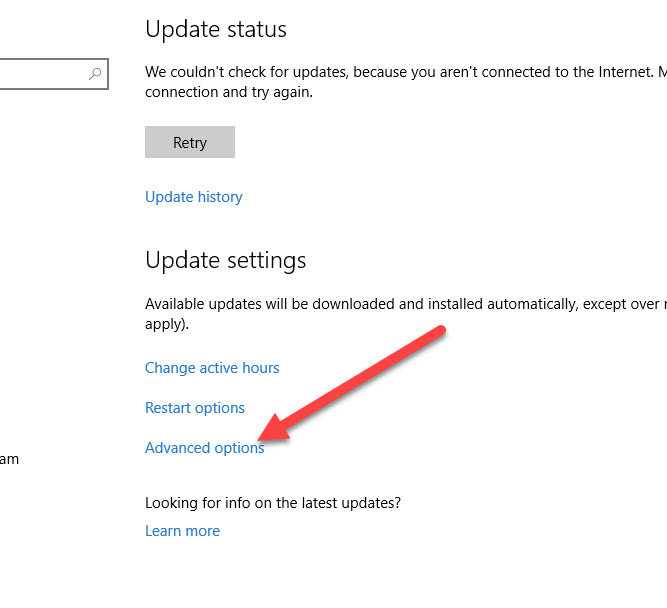 Update status
We couldn't check for updates, because you aren't connected to the Internet.
connection and try again.
Retry
Update history
Update settings
Available updates will be downloaded and installed automatically, except over
apply).
Change active hours
Restart options
Advanced options
am
Looking for info on the latest updates?
Learn more